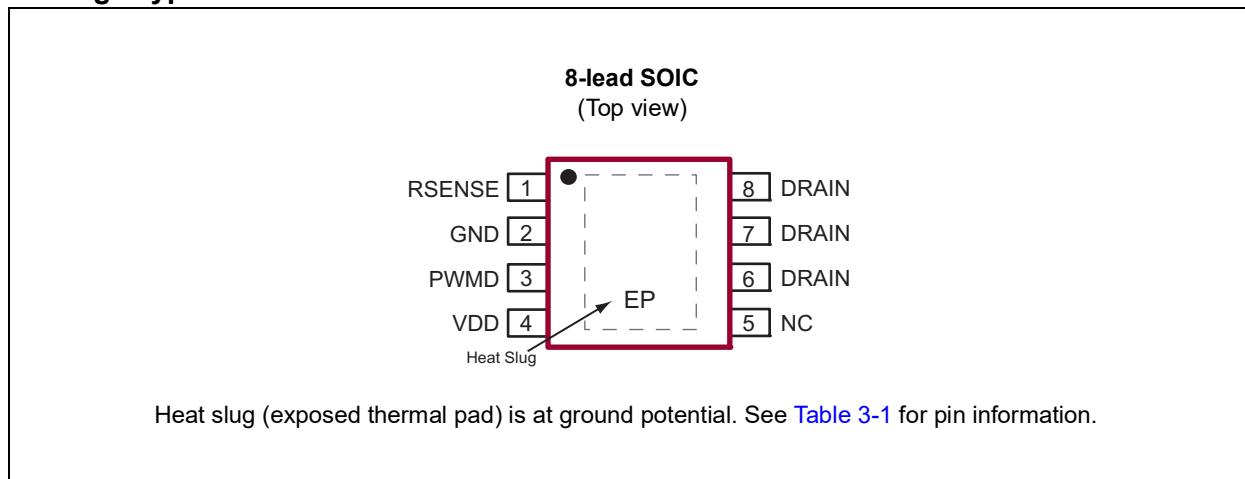 8-lead SOIC
(Top view)
RSENSE 1 8 DRAIN
GND 2 7 DRAIN
PWMD 3 6 DRAIN
EP
VDD 4 5 NC
Heat Slug
Heat slug (exposed thermal pad) is at ground potential. See Table 3-1 for pin information.